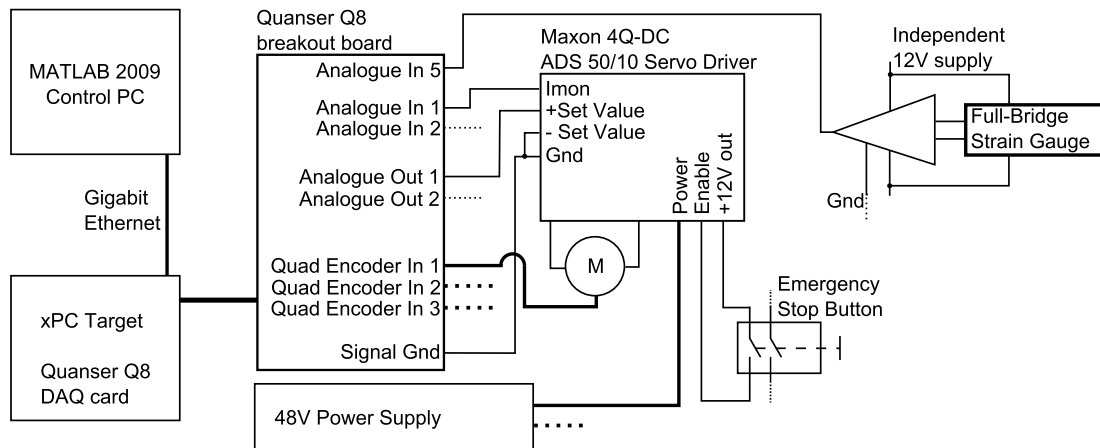 MATLAB 2009
Control PC
Gigabit
Ethernet
xPC Target
Quanser Q8
DAQ card
Quanser Q8
breakout board
Analogue In 5
Analogue In 1
Analogue In 2
Analogue Out 1
Analogue Out 2
Quad Encoder In 1
Quad Encoder In 2
Quad Encoder In 3
Signal Gnd
48V Power Supply
Maxon 4Q-DC
ADS 50/10 Servo Driver
Imon
+Set Value
- Set Value
Gnd
Power
Enable
+12V out
M
Independent
12V supply
Full-Bridge
Strain Gauge
Gnd
Emergency
Stop Button